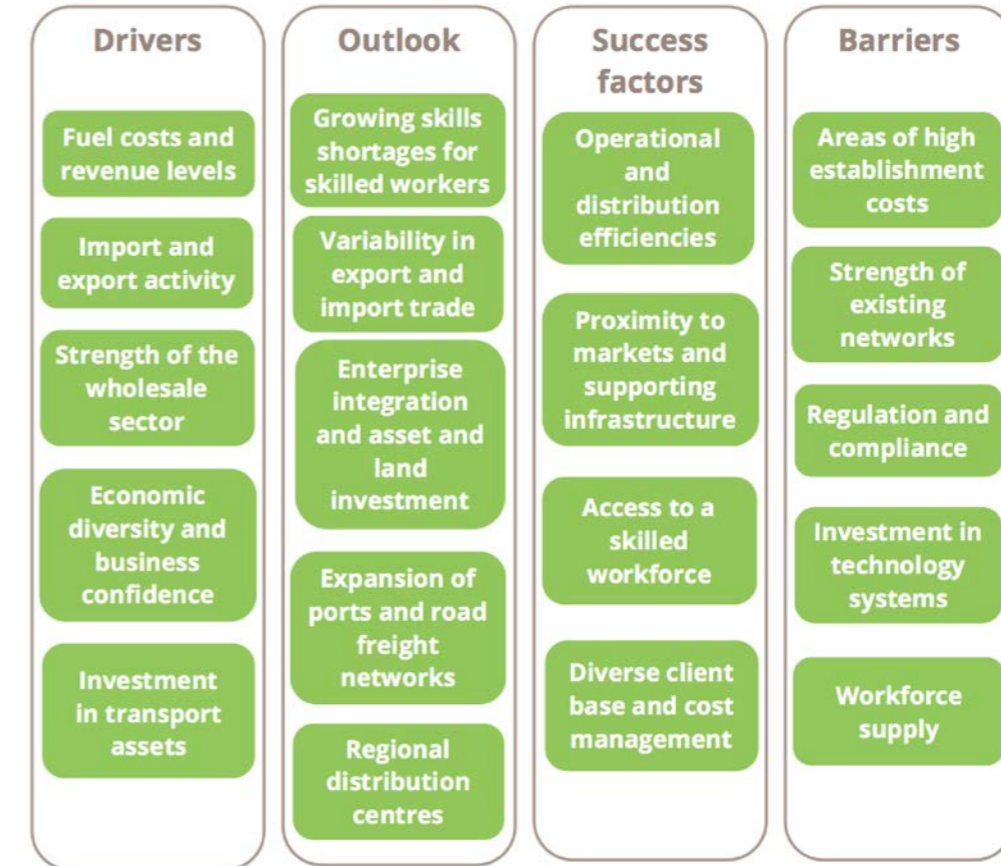 Drivers
Fuel costs and
revenue levels
Import and
export activity
Strength of the
wholesale
sector
Economic
diversity and
business
confidence
Investment
in transport
assets
Outlook
Growing skills
shortages for
skilled workers
Variability in
export and
import trade
Enterprise
integration
and asset and
land
investment
Expansion of
ports and road
freight
networks
Regional
distribution
centres
Success
factors
Operational
and
distribution
efficiencies
Proximity to
markets and
supporting
infrastructure
Access to a
skilled
workforce
Diverse client
base and cost
management
Barriers
Areas of high
establishment
costs
Strength of
existing
networks
Regulation and
compliance
Investment in
technology
systems
Workforce
supply